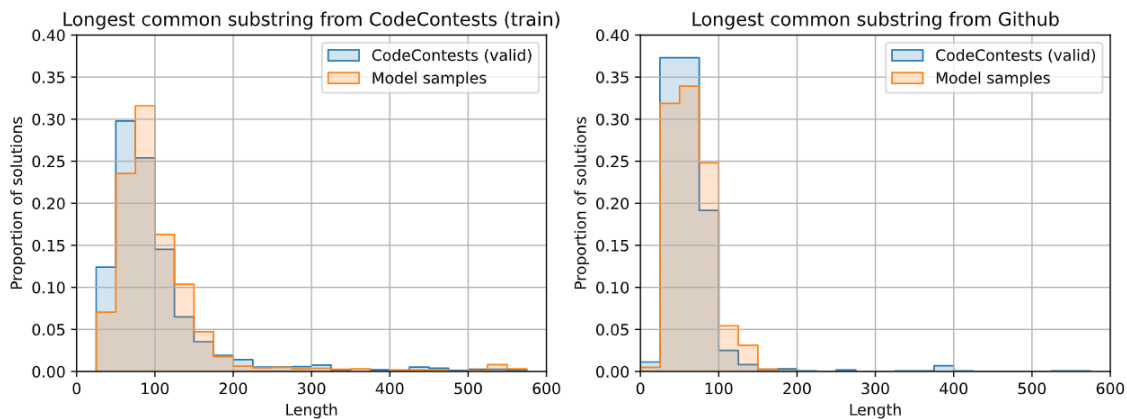 Longest common substring from CodeContests (train)
0.40
0.35
0.30
0.25
0.20
0.15
0.10
0.05
0.00
Proportion of solutions
CodeContests (valid)
Model samples
0 100 200 300 400 500 600
Length
Longest common substring from Github
0.40
0.35
0.30
0.25
0.20
0.15
0.10
0.05
0.00
Proportion of solutions
CodeContests (valid)
Model samples
0 100 200 300 400 500 600
Length